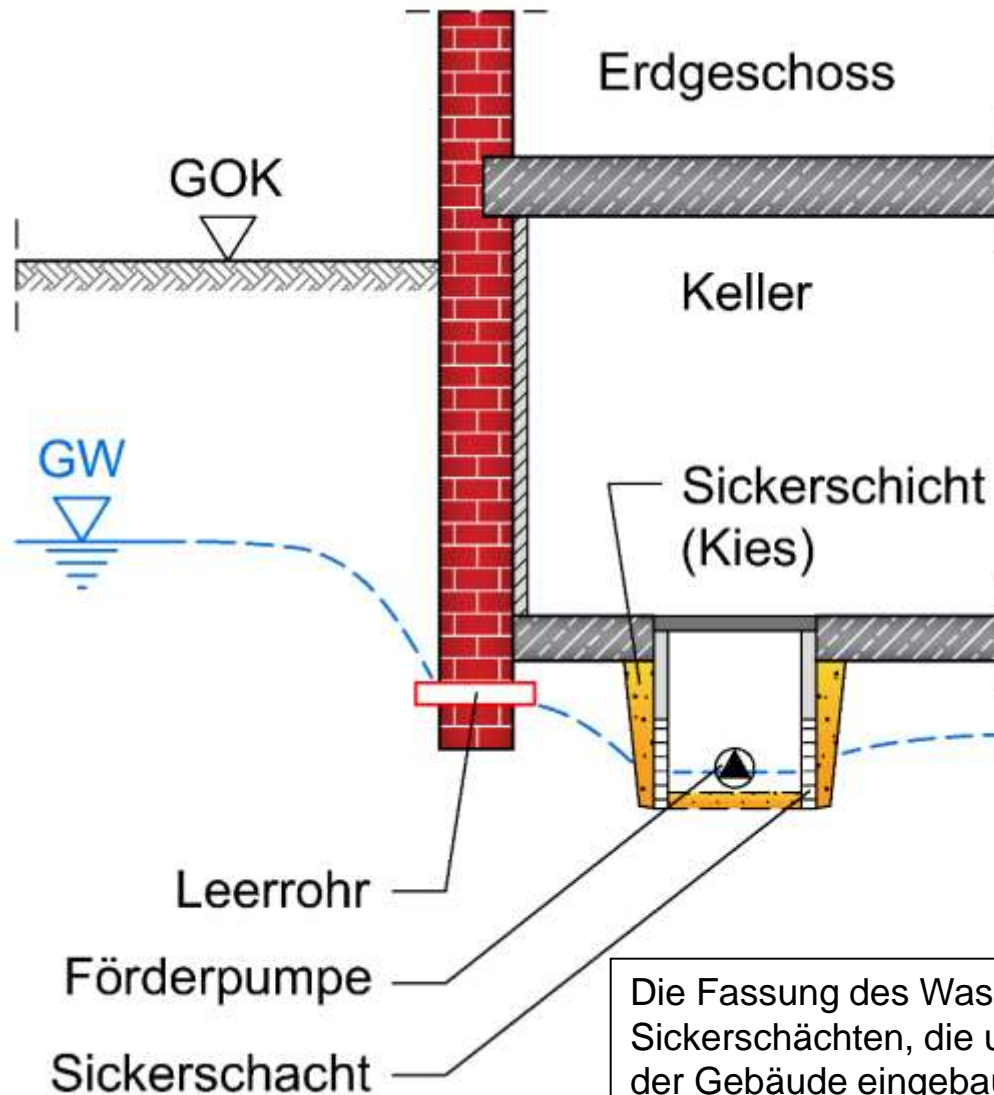 Erdgeschoss
GOK
Keller
GW
Sickerschicht
(Kies)
Leerrohr
Förderpumpe
Sickerschacht
Die Fassung des Was
Sickerschächten, die u
der Gebäude eingebau